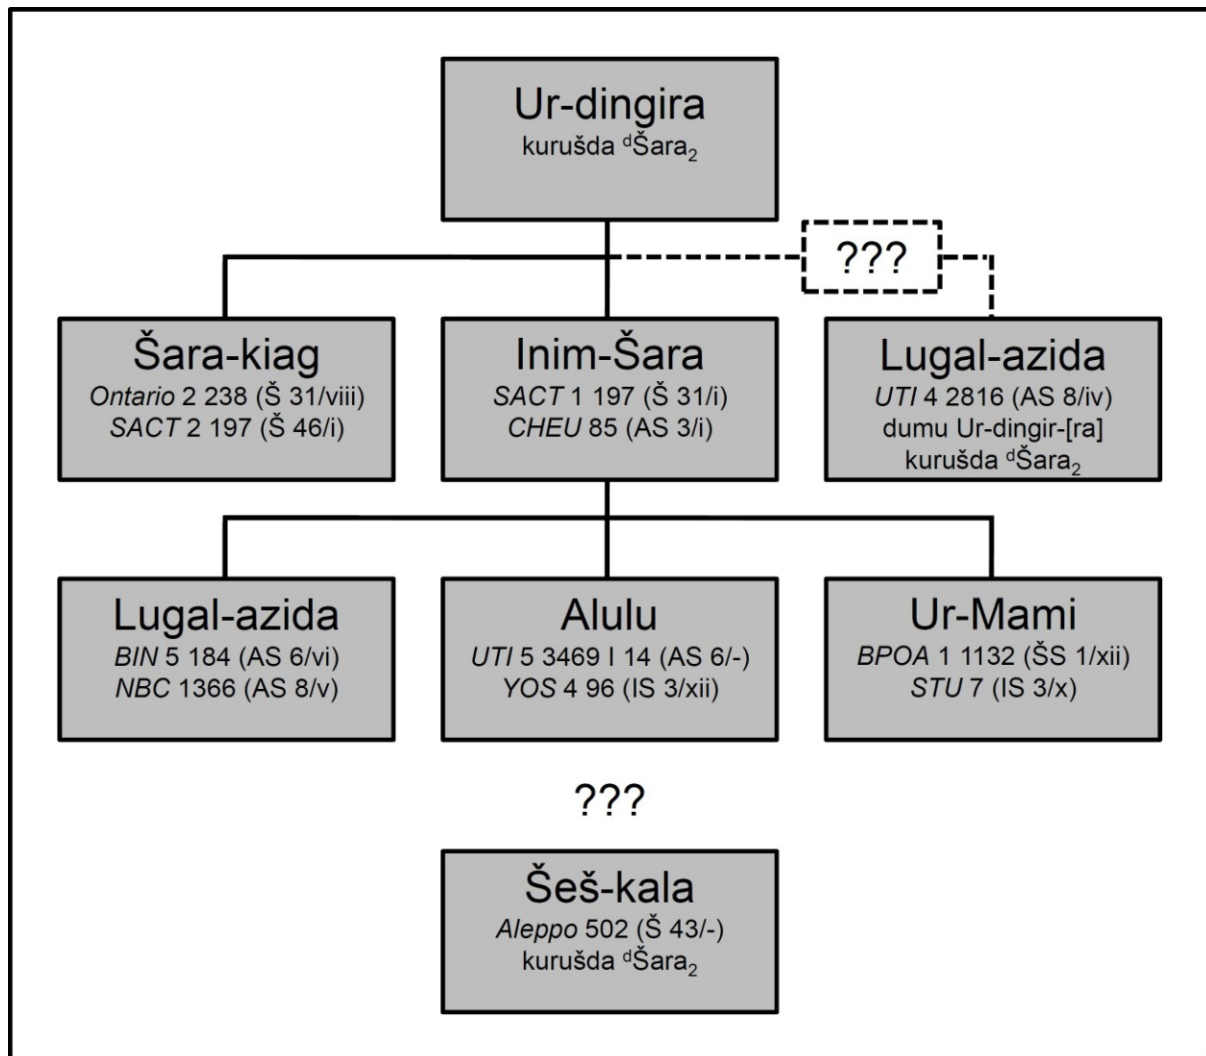 Ur-dingira
kurušda ᵈŠara₂
???
Šara-kiag
Ontario 2 238 (Š 31/viii)
SACT 2 197 (Š 46/i)
Inim-Šara
SACT 1 197 (Š 31/i)
CHEU 85 (AS 3/i)
Lugal-azida
UTI 4 2816 (AS 8/iv)
dumu Ur-dingir-[ra]
kurušda ᵈŠara₂
Lugal-azida
BIN 5 184 (AS 6/vi)
NBC 1366 (AS 8/v)
Alulu
UTI 5 3469 I 14 (AS 6/-)
YOS 4 96 (IS 3/xii)
Ur-Mami
BPOA 1 1132 (ŠS 1/xii)
STU 7 (IS 3/x)
???
Šeš-kala
Aleppo 502 (Š 43/-)
kurušda ᵈŠara₂